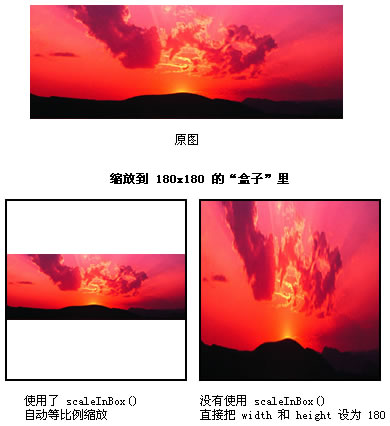 原图
缩放到 180x180 的“盒子”里
使用了 scaleInBox()
自动等比例缩放
没有使用 scaleInBox()
直接把 width 和 height 设为 180